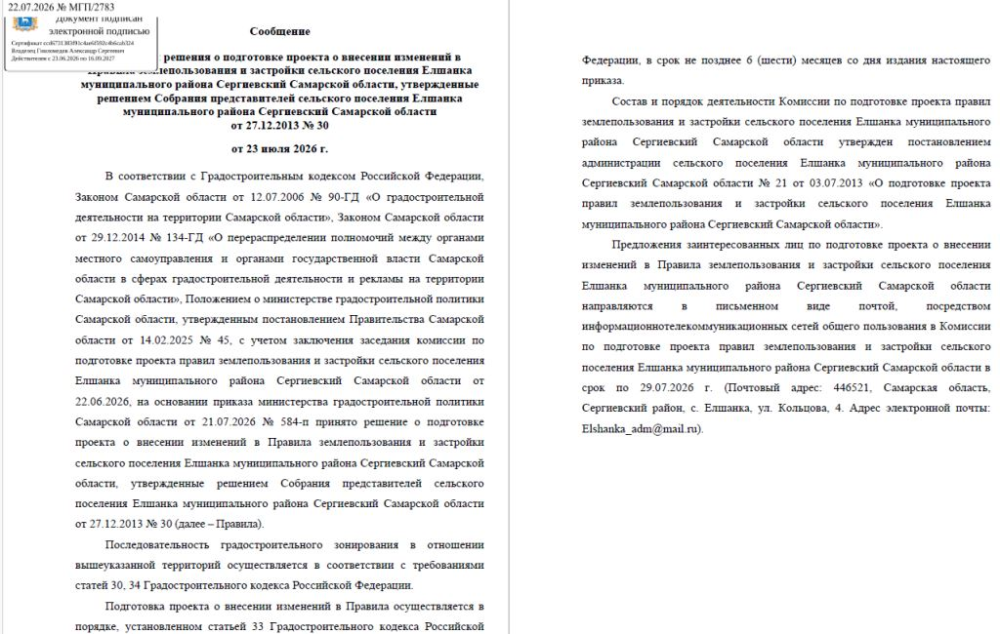 22.07.2026 № МГП/2783
Документ подписан
электронной подписью
Владелец Гниломедов Александр Сергеевич
Действителен с 23.06.2026 по 16.09.2027
Сообщение
решения о подготовке проекта о внесении изменений в
Правила землепользования и застройки сельского поселения Елшанка
муниципального района Сергиевский Самарской области, утвержденные
решением Собрания представителей сельского поселения Елшанка
муниципального района Сергиевский Самарской области
от 27.12.2013 № 30
от 23 июля 2026 г.
В соответствии с Градостроительным кодексом Российской Федерации,
Законом Самарской области от 12.07.2006 № 90-ГД «О градостроительной
деятельности на территории Самарской области», Законом Самарской области
от 29.12.2014 № 134-ГД «О перераспределении полномочий между органами
местного самоуправления и органами государственной власти Самарской
области в сферах градостроительной деятельности и рекламы на территории
Самарской области», Положением о министерстве градостроительной политики
Самарской области, утвержденным постановлением Правительства Самарской
области от 14.02.2025 № 45, с учетом заключения заседания комиссии по
подготовке проекта правил землепользования и застройки сельского поселения
Елшанка муниципального района Сергиевский Самарской области от
22.06.2026, на основании приказа министерства градостроительной политики
Самарской области от 21.07.2026 № 584-п принято решение о подготовке
проекта о внесении изменений в Правила землепользования и застройки
сельского поселения Елшанка муниципального района Сергиевский Самарской
области, утвержденные решением Собрания представителей сельского
поселения Елшанка муниципального района Сергиевский Самарской области
от 27.12.2013 № 30 (далее – Правила).
Последовательность градостроительного зонирования в отношении
вышеуказанной территорий осуществляется в соответствии с требованиями
статей 30, 34 Градостроительного кодекса Российской Федерации.
Подготовка проекта о внесении изменений в Правила осуществляется в
порядке, установленном статьей 33 Градостроительного кодекса Российской
Федерации, в срок не позднее 6 (шести) месяцев со дня издания настоящего
приказа.
Состав и порядок деятельности Комиссии по подготовке проекта правил
землепользования и застройки сельского поселения Елшанка муниципального
района Сергиевский Самарской области утвержден постановлением
администрации сельского поселения Елшанка муниципального района
Сергиевский Самарской области № 21 от 03.07.2013 «О подготовке проекта
правил землепользования и застройки сельского поселения Елшанка
муниципального района Сергиевский Самарской области».
Предложения заинтересованных лиц по подготовке проекта о внесении
изменений в Правила землепользования и застройки сельского поселения
Елшанка муниципального района Сергиевский Самарской области
направляются в письменном виде почтой, посредством
информационнотелекоммуникационных сетей общего пользования в Комиссии
по подготовке проекта правил землепользования и застройки сельского
поселения Елшанка муниципального района Сергиевский Самарской области в
срок по 29.07.2026 г. (Почтовый адрес: 446521, Самарская область,
Сергиевский район, с. Елшанка, ул. Кольцова, 4. Адрес электронной почты:
Elshanka_adm@mail.ru).